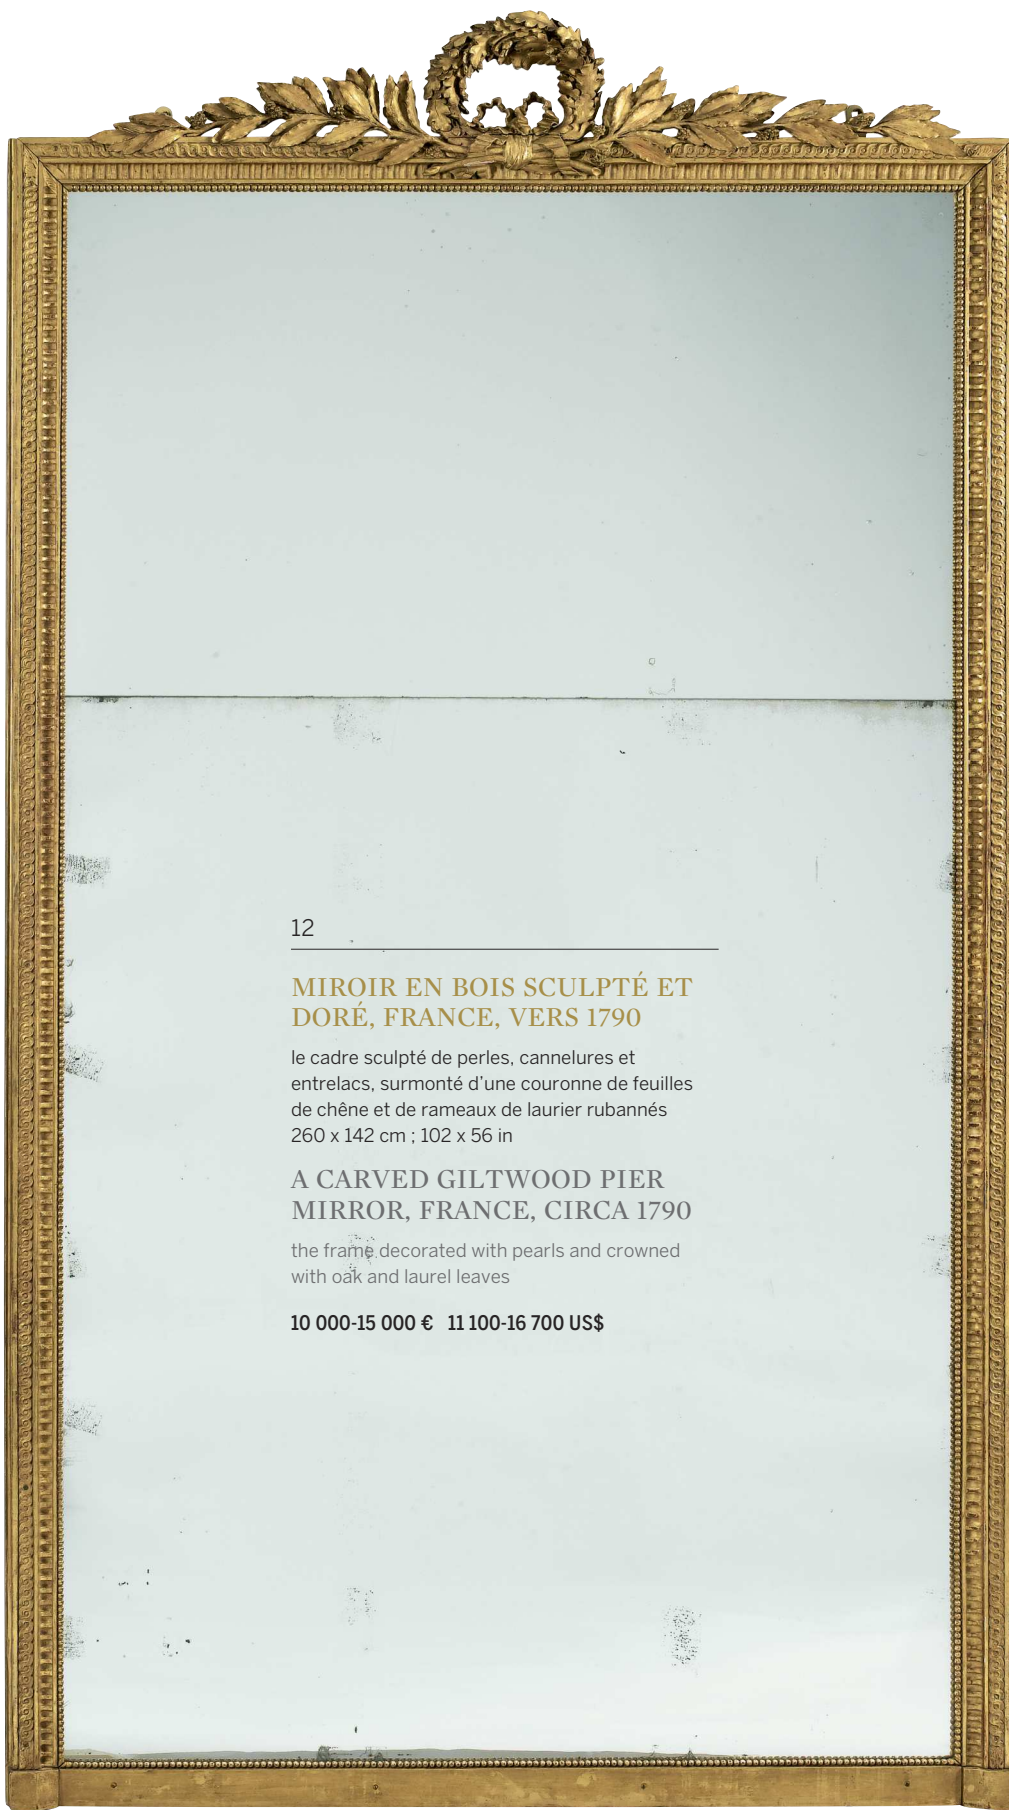 12
MIROIR EN BOIS SCULPTÉ ET
DORÉ, FRANCE, VERS 1790
le cadre sculpté de perles, cannelures et
entrelacs, surmonté d'une couronne de feuilles
de chêne et de rameaux de laurier rubannés
260 x 142 cm ; 102 x 56 in
A CARVED GILTWOOD PIER
MIRROR, FRANCE, CIRCA 1790
the frame decorated with pearls and crowned
with oak and laurel leaves
10 000-15 000 € 11 100-16 700 US$